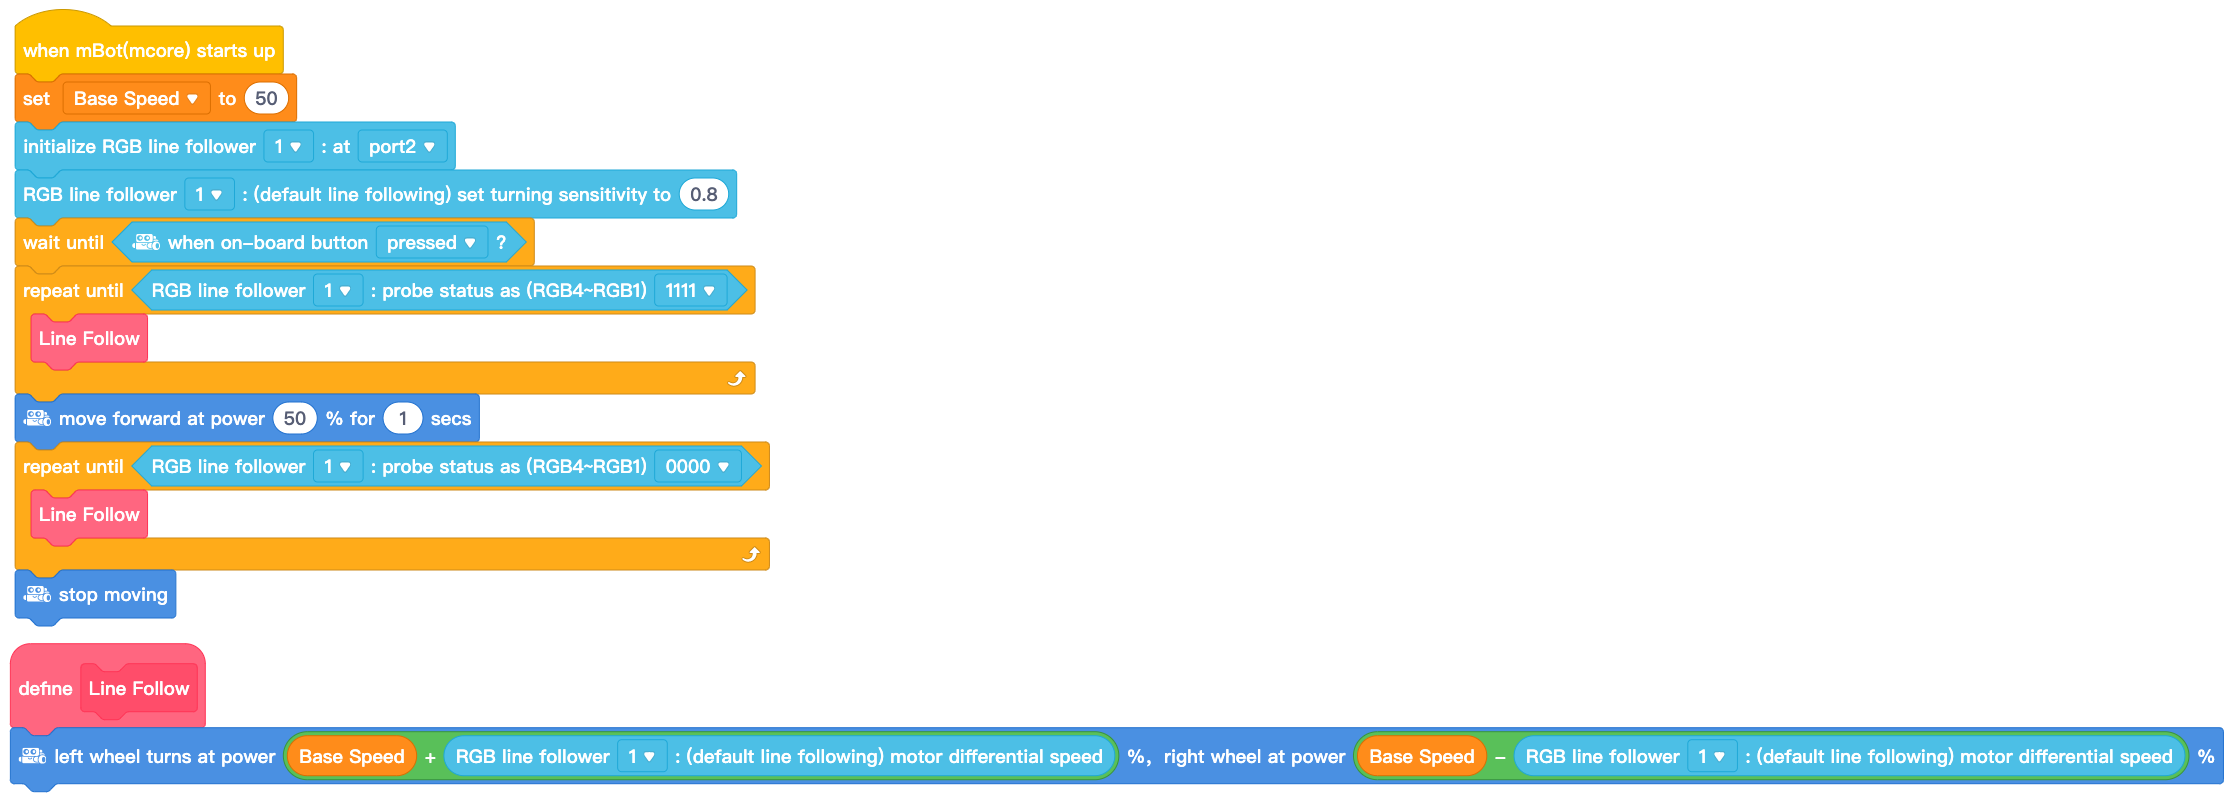 when mBot(mcore) starts up
set Base Speed to 50
initialize RGB line follower 1 : at port2
RGB line follower 1 : (default line following) set turning sensitivity to 0.8
wait until when on-board button pressed ?
repeat until RGB line follower 1 : probe status as (RGB4~RGB1) 1111
Line Follow
move forward at power 50 % for 1 secs
repeat until RGB line follower 1 : probe status as (RGB4~RGB1) 0000
Line Follow
stop moving
define Line Follow
left wheel turns at power Base Speed + RGB line follower 1 : (default line following) motor differential speed %, right wheel at power Base Speed - RGB line follower 1 : (default line following) motor differential speed %